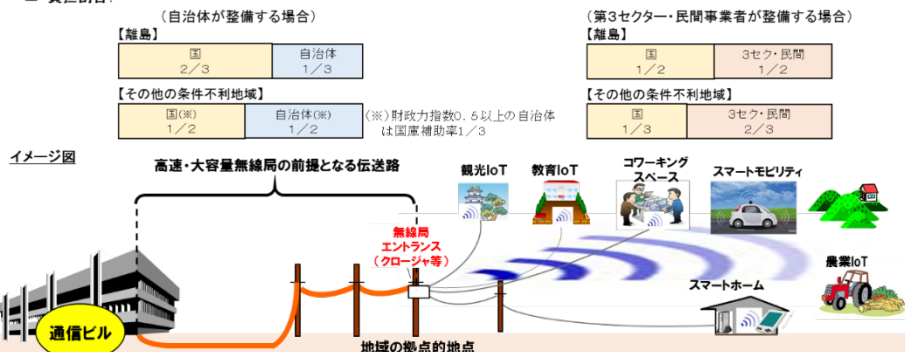 （自治体が整備する場合）
（第3セクター・民間事業者が整備する場合）
【離島】
国
2／3
自治体
1／3
【離島】
国
1／2
3セク・民間
1／2
【その他の条件不利地域】
国(※)
1／2
自治体(※)
1／2
(※)財政力指数0.5以上の自治体
は国庫補助率1／3
【その他の条件不利地域】
国
1／3
3セク・民間
2／3
イメージ図
高速・大容量無線局の前提となる伝送路
観光IoT
教育IoT
コワーキング
スペース
スマートモビリティ
無線局
エントランス
（クロージャ等）
農業IoT
スマートホーム
通信ビル
地域の拠点的地点